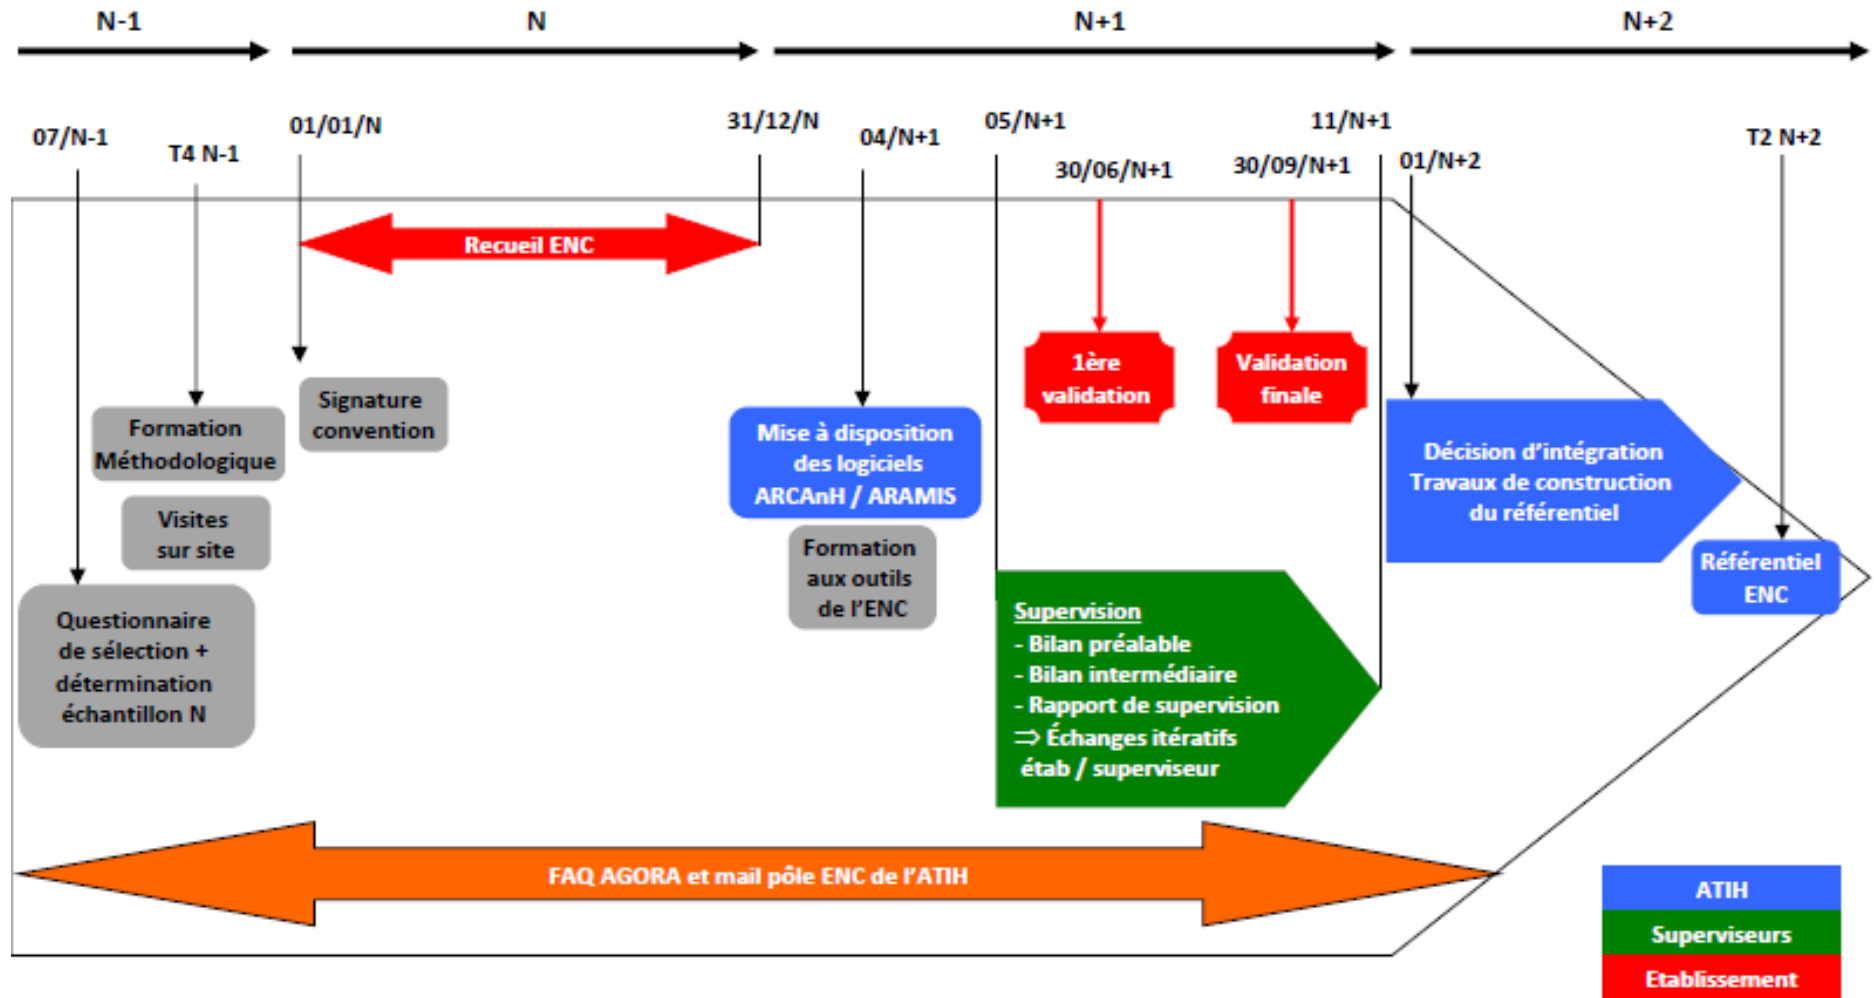 N-1
N
N+1
N+2
07/N-1
T4 N-1
01/01/N
31/12/N
04/N+1
05/N+1
30/06/N+1
30/09/N+1
11/N+1
01/N+2
T2 N+2
Recueil ENC
1ère
validation
Validation
finale
Signature
convention
Formation
Méthodologique
Visites
sur site
Questionnaire
de sélection +
détermination
échantillon N
Mise à disposition
des logiciels
ARCAnH / ARAMIS
Formation
aux outils
de l'ENC
Supervision
- Bilan préalable
- Bilan intermédiaire
- Rapport de supervision
⇒ Échanges itératifs
étab / superviseur
Décision d'intégration
Travaux de construction
du référentiel
Référentiel
ENC
FAQ AGORA et mail pôle ENC de l'ATIH
ATIH
Superviseurs
Etablissement